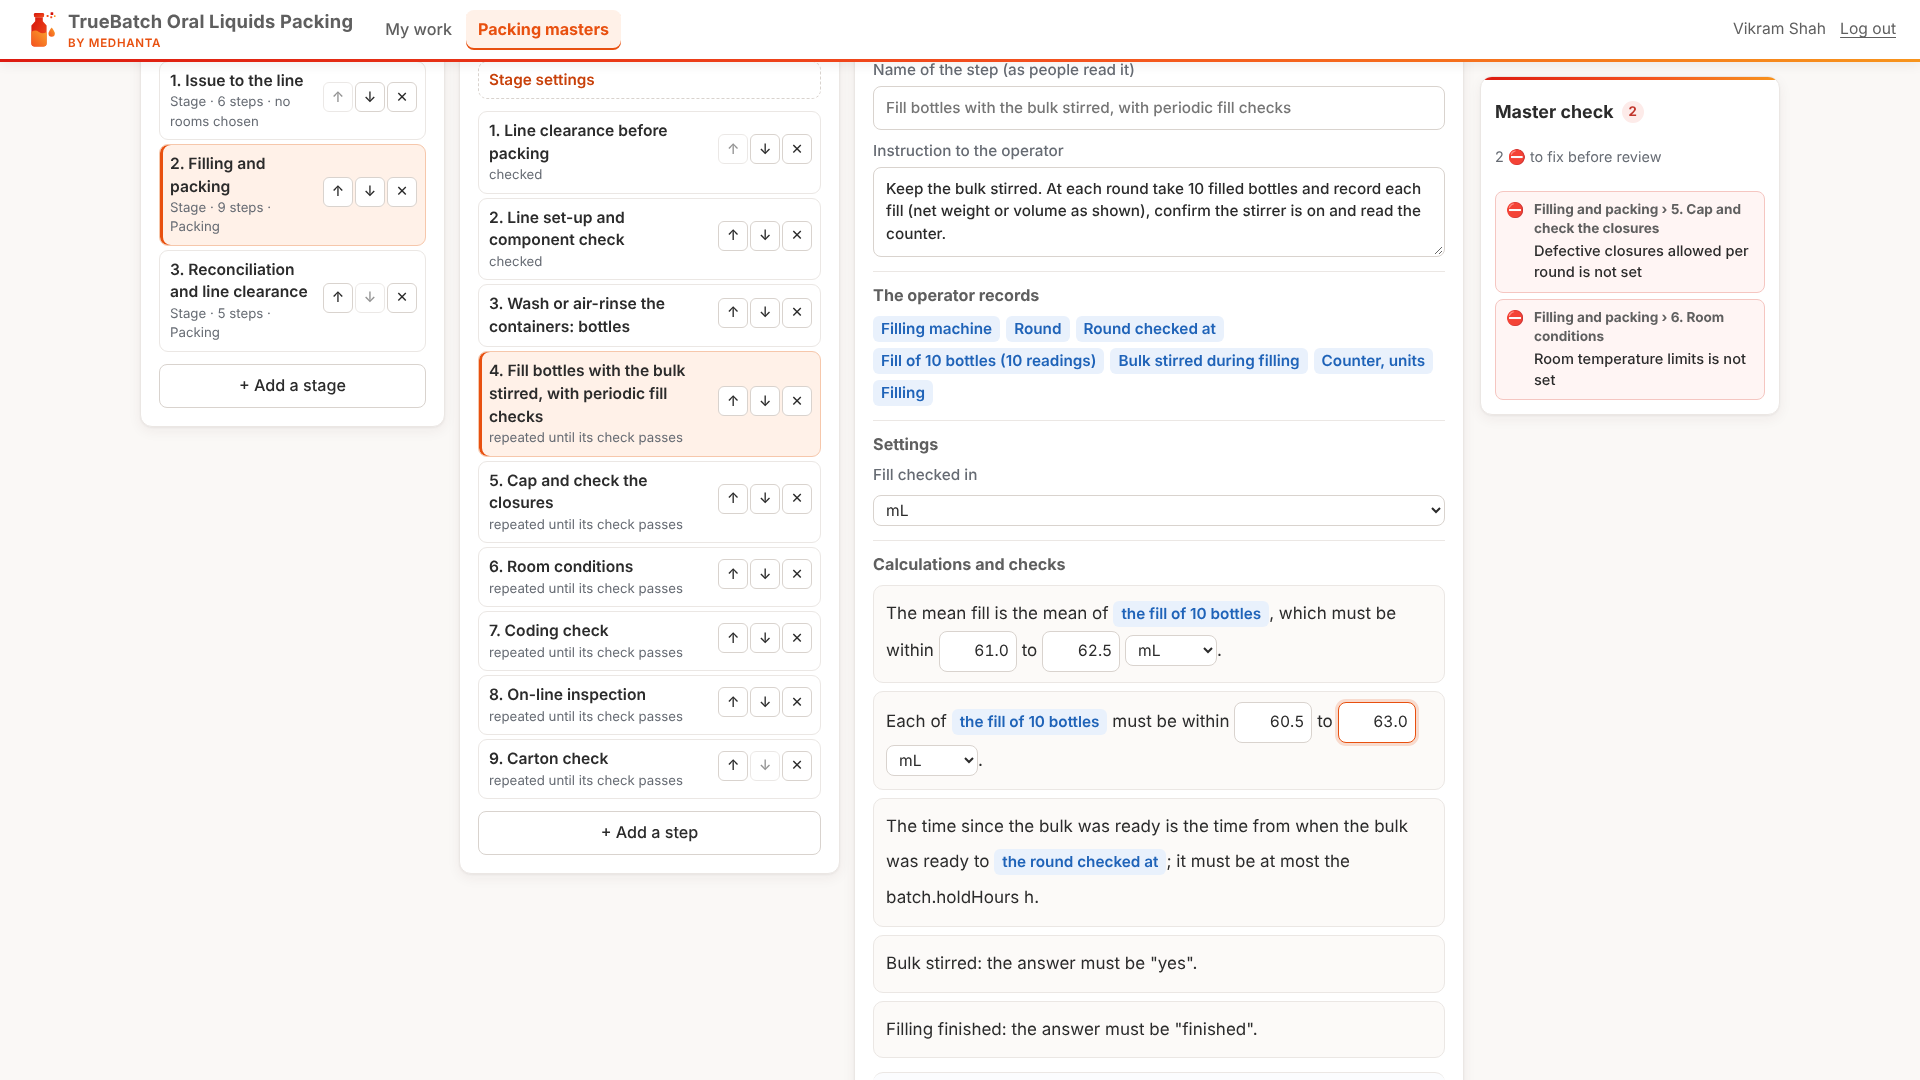 TrueBatch Oral Liquids Packing
BY MEDHANTA
My work
Packing masters
Vikram Shah
Log out
1. Issue to the line
Stage · 6 steps · no
rooms chosen
↑ ↓ ✕
2. Filling and
packing
Stage · 9 steps ·
Packing
↑ ↓ ✕
3. Reconciliation
and line clearance
Stage · 5 steps ·
Packing
↑ ↓ ✕
+ Add a stage
Stage settings
1. Line clearance before
packing
checked
↑ ↓ ✕
2. Line set-up and
component check
checked
↑ ↓ ✕
3. Wash or air-rinse the
containers: bottles
↑ ↓ ✕
4. Fill bottles with the bulk
stirred, with periodic fill
checks
repeated until its check passes
↑ ↓ ✕
5. Cap and check the
closures
repeated until its check passes
↑ ↓ ✕
6. Room conditions
repeated until its check passes
↑ ↓ ✕
7. Coding check
repeated until its check passes
↑ ↓ ✕
8. On-line inspection
repeated until its check passes
↑ ↓ ✕
9. Carton check
repeated until its check passes
↑ ↓ ✕
+ Add a step
Name of the step (as people read it)
Fill bottles with the bulk stirred, with periodic fill checks
Instruction to the operator
Keep the bulk stirred. At each round take 10 filled bottles and record each
fill (net weight or volume as shown), confirm the stirrer is on and read the
counter.
The operator records
Filling machine Round Round checked at
Fill of 10 bottles (10 readings) Bulk stirred during filling Counter, units
Filling
Settings
Fill checked in
mL
Calculations and checks
The mean fill is the mean of the fill of 10 bottles, which must be
within 61.0 to 62.5 mL.
Each of the fill of 10 bottles must be within 60.5 to 63.0
mL.
The time since the bulk was ready is the time from when the bulk
was ready to the round checked at; it must be at most the
batch.holdHours h.
Bulk stirred: the answer must be "yes".
Filling finished: the answer must be "finished".
Master check 2
2 ⛔ to fix before review
⛔ Filling and packing › 5. Cap and
check the closures
Defective closures allowed per
round is not set
⛔ Filling and packing › 6. Room
conditions
Room temperature limits is not
set